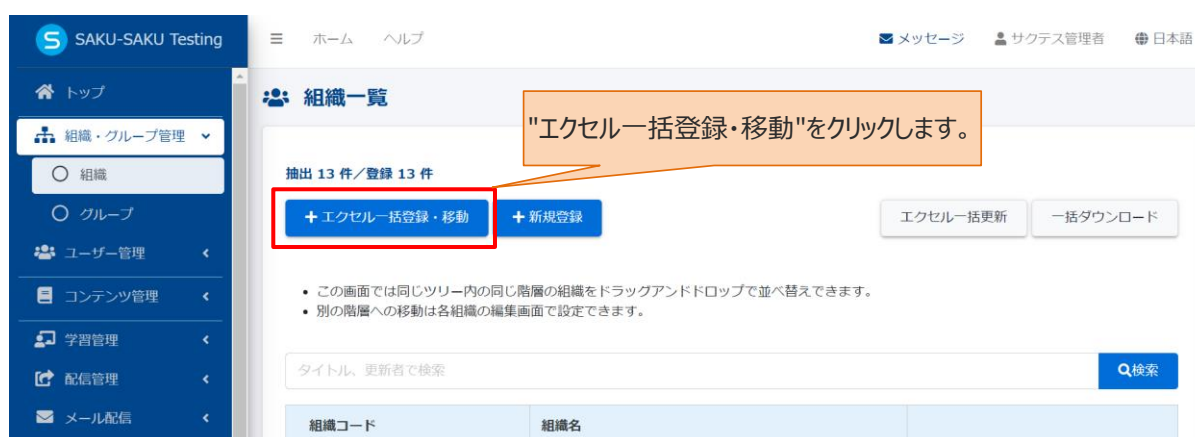 SAKU-SAKU Testing
ホーム ヘルプ
メッセージ サクテス管理者 日本語
トップ
組織・グループ管理
組織
グループ
ユーザー管理
コンテンツ管理
学習管理
配信管理
メール配信
組織一覧
"エクセル一括登録・移動"をクリックします。
抽出 13 件／登録 13 件
エクセル一括登録・移動 新規登録 エクセル一括更新 一括ダウンロード
この画面では同じツリー内の同じ階層の組織をドラッグアンドドロップで並べ替えできます。
別の階層への移動は各組織の編集画面で設定できます。
タイトル、更新者で検索 検索
組織コード 組織名